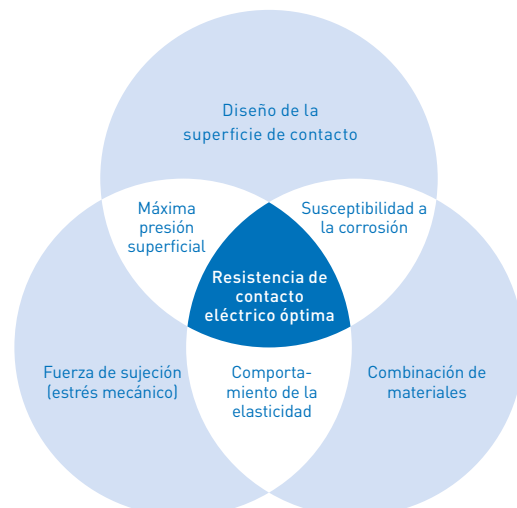 Diseño de la
superficie de contacto
Máxima
presión
superficial
Susceptibilidad a
la corrosión
Resistencia de
contacto
eléctrico óptima
Fuerza de sujeción
(estrés mecánico)
Comporta-
miento de la
elasticidad
Combinación de
materiales